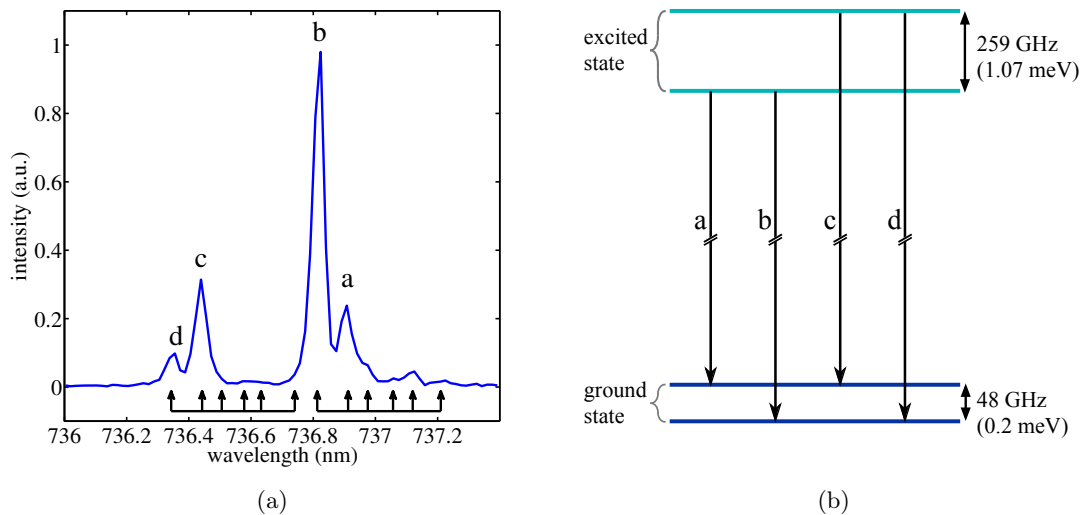 b
1
0.8
0.6
0.4
0.2
0
intensity (a.u.)
c
a
d
736
736.2
736.4
736.6
736.8
737
737.2
wavelength (nm)
(a)
excited
state
259 GHz
(1.07 meV)
a
b
c
d
ground
state
48 GHz
(0.2 meV)
(b)